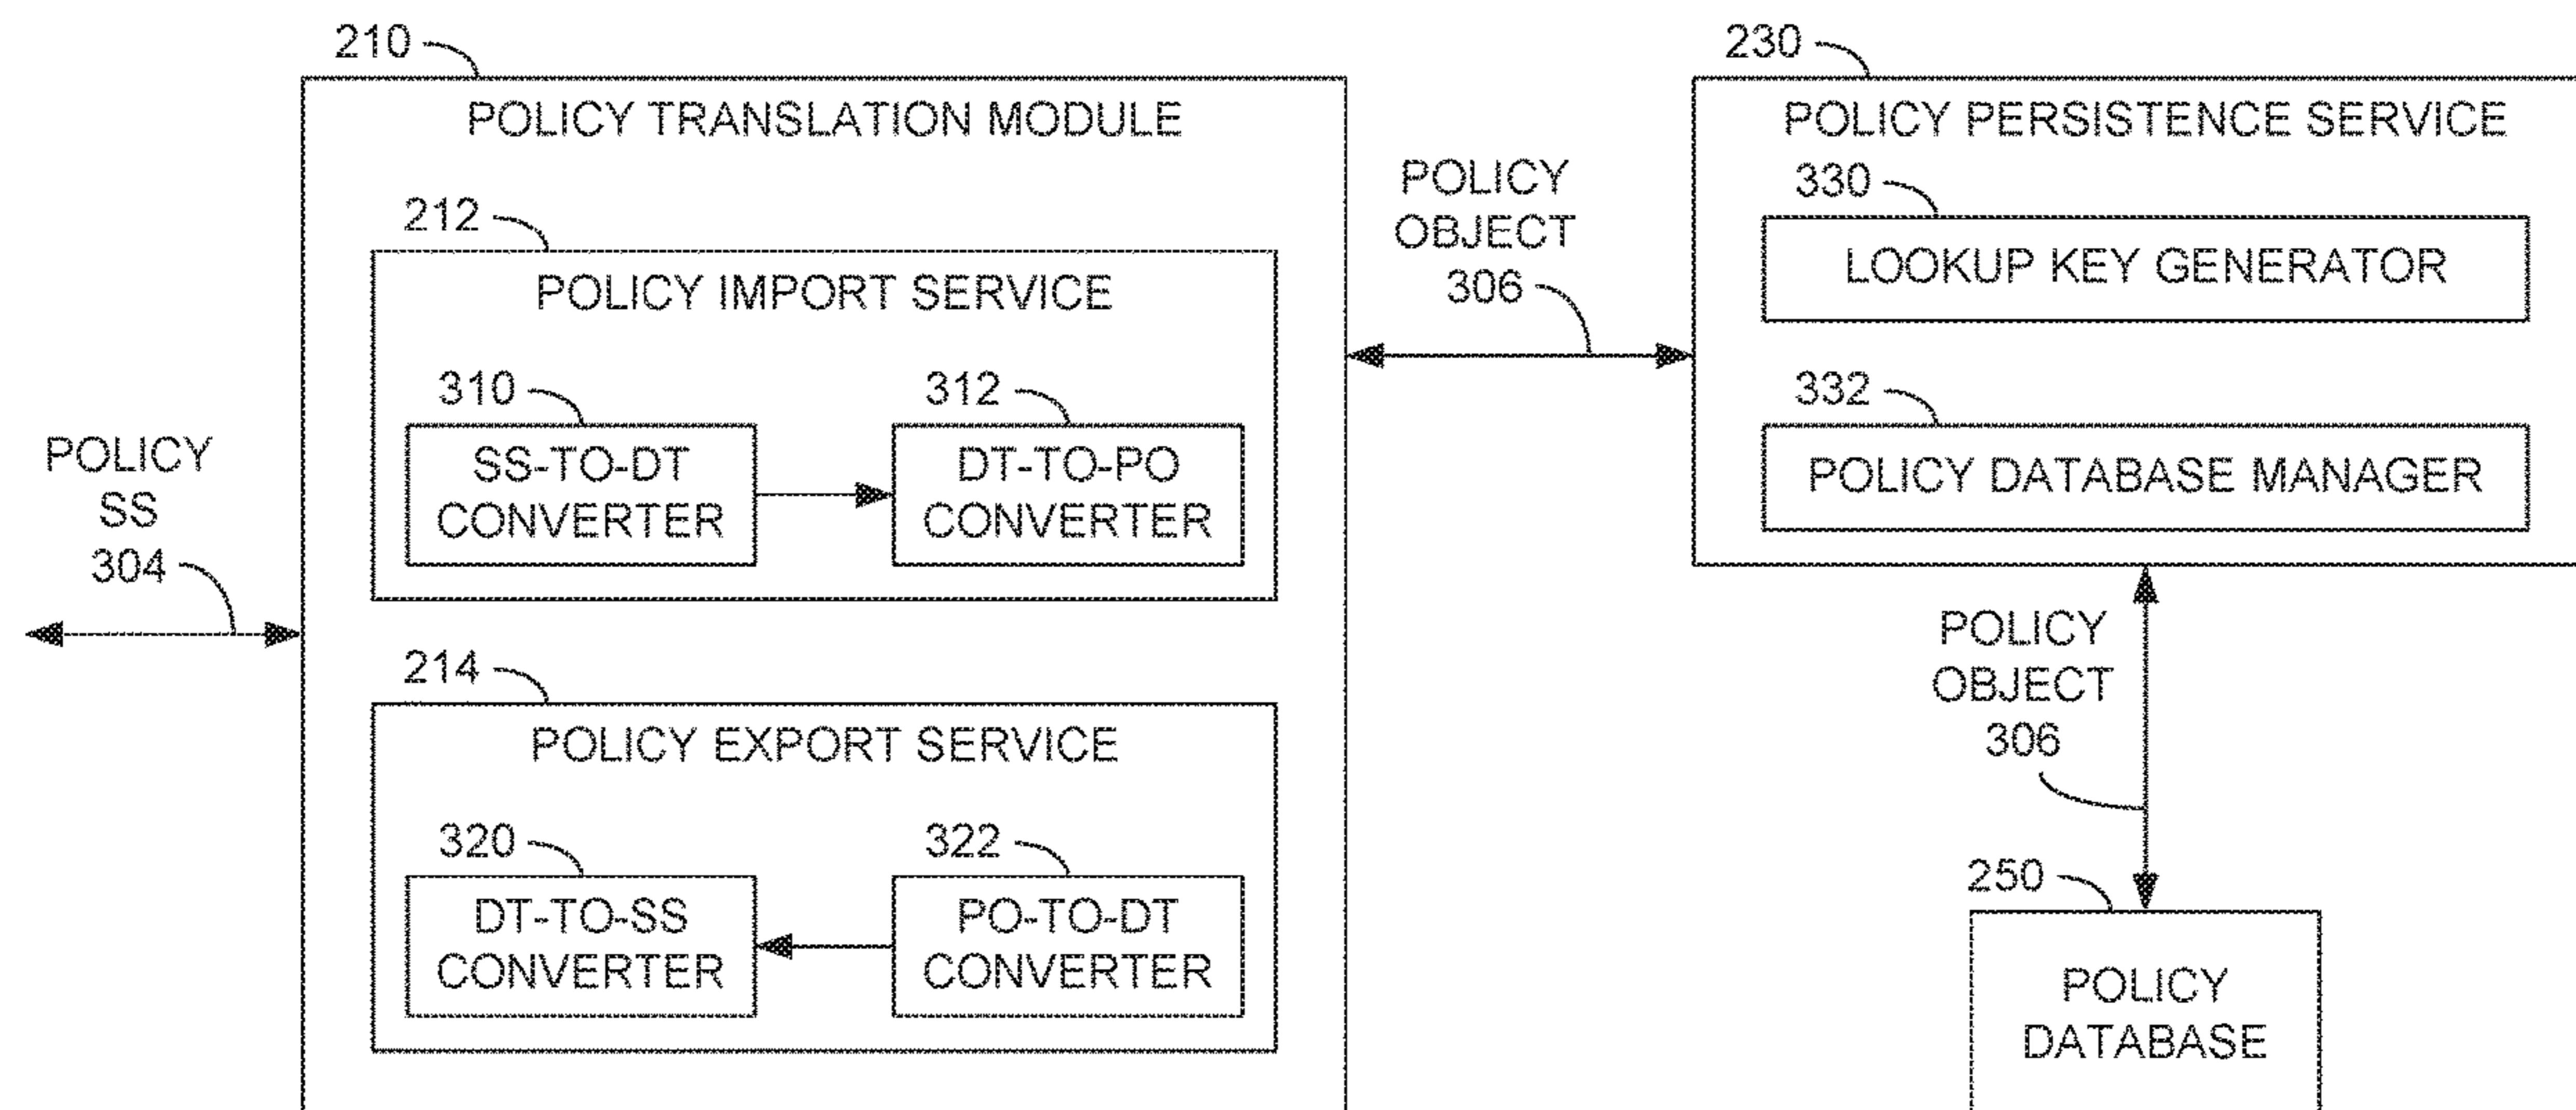 210
POLICY TRANSLATION MODULE
212
POLICY IMPORT SERVICE
310
SS-TO-DT
CONVERTER
312
DT-TO-PO
CONVERTER
POLICY
SS
304
214
POLICY EXPORT SERVICE
320
DT-TO-SS
CONVERTER
322
PO-TO-DT
CONVERTER
POLICY
OBJECT
306
230
POLICY PERSISTENCE SERVICE
330
LOOKUP KEY GENERATOR
332
POLICY DATABASE MANAGER
POLICY
OBJECT
306
250
POLICY
DATABASE